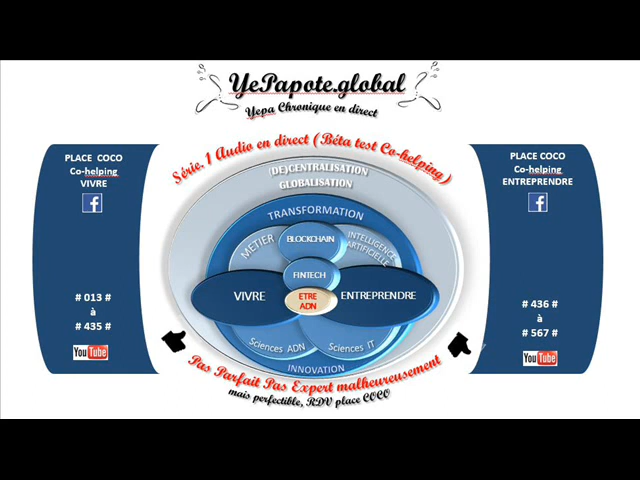 YePapote.global
Yepa Chronique en direct
Série, 1 Audio en direct (Béta test Co-helping)
PLACE COCO
Co-helping
VIVRE
# 013 #
à
# 435 #
YouTube
(DE)CENTRALISATION
GLOBALISATION
TRANSFORMATION
METIER
BLOCKCHAIN
INTELLIGENCE
ARTIFICIELLE
FINTECH
VIVRE
ETRE
ADN
ENTREPRENDRE
Sciences ADN
Sciences IT
INNOVATION
PLACE COCO
Co-helping
ENTREPRENDRE
# 436 #
à
# 567 #
YouTube
Pas Parfait Pas Expert malheureusement
mais perfectible, RDV place COCO